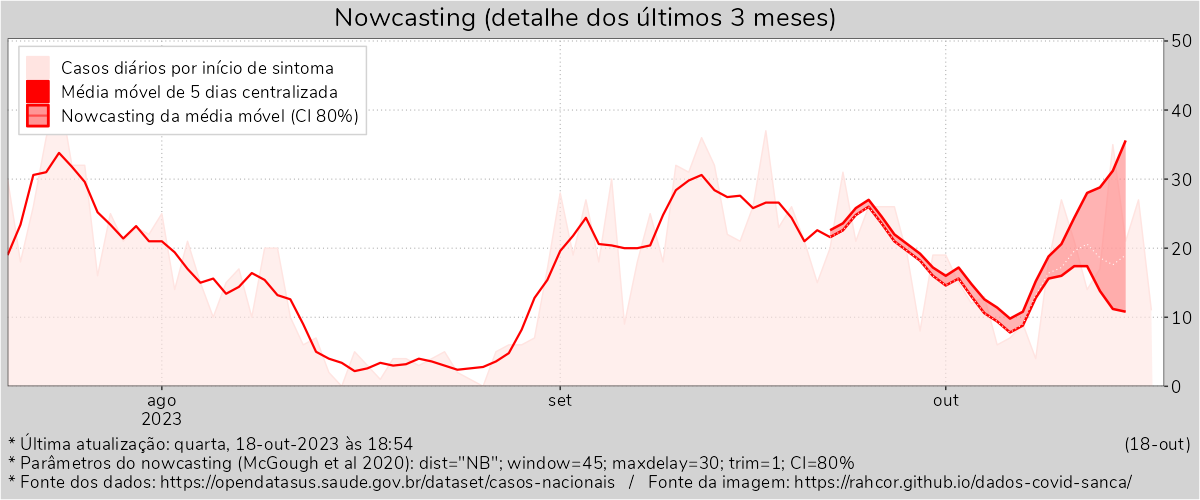 Nowcasting (detalhe dos últimos 3 meses)
Casos diários por início de sintoma
Média móvel de 5 dias centralizada
Nowcasting da média móvel (CI 80%)
50
40
30
20
10
0
ago
2023
set
out
* Última atualização: quarta, 18-out-2023 às 18:54
(18-out)
* Parâmetros do nowcasting (McGough et al 2020): dist="NB"; window=45; maxdelay=30; trim=1; CI=80%
* Fonte dos dados: https://opendatasus.saude.gov.br/dataset/casos-nacionais / Fonte da imagem: https://rahcor.github.io/dados-covid-sanca/